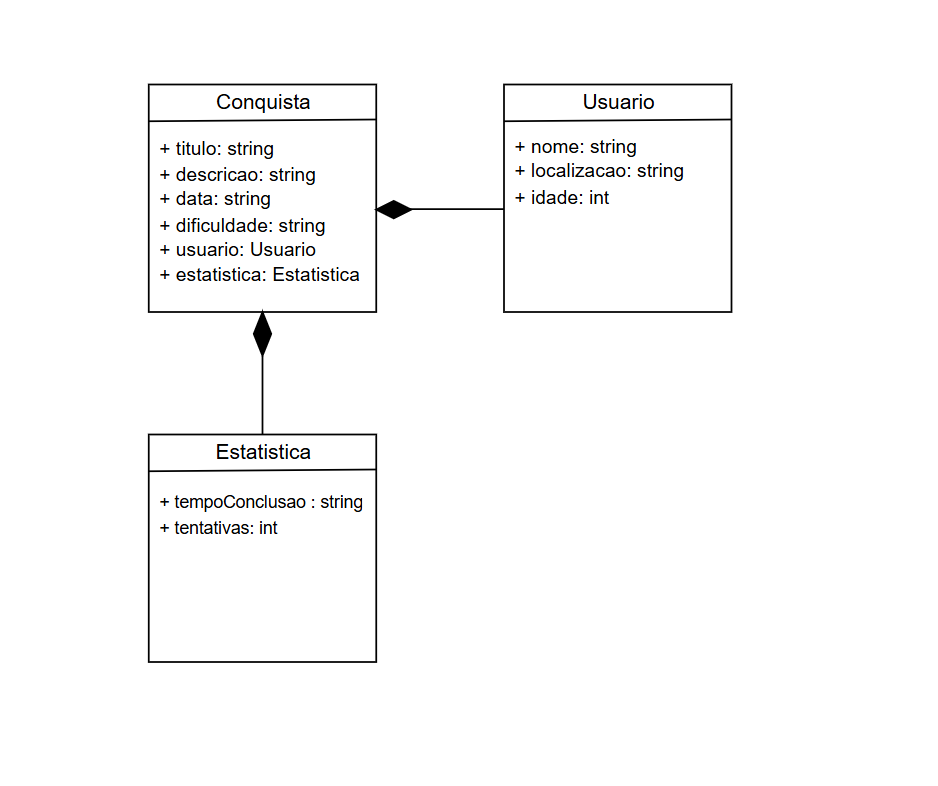 Conquista
+ titulo: string
+ descricao: string
+ data: string
+ dificuldade: string
+ usuario: Usuario
+ estatistica: Estatistica
Usuario
+ nome: string
+ localizacao: string
+ idade: int
Estatistica
+ tempoConclusao : string
+ tentativas: int